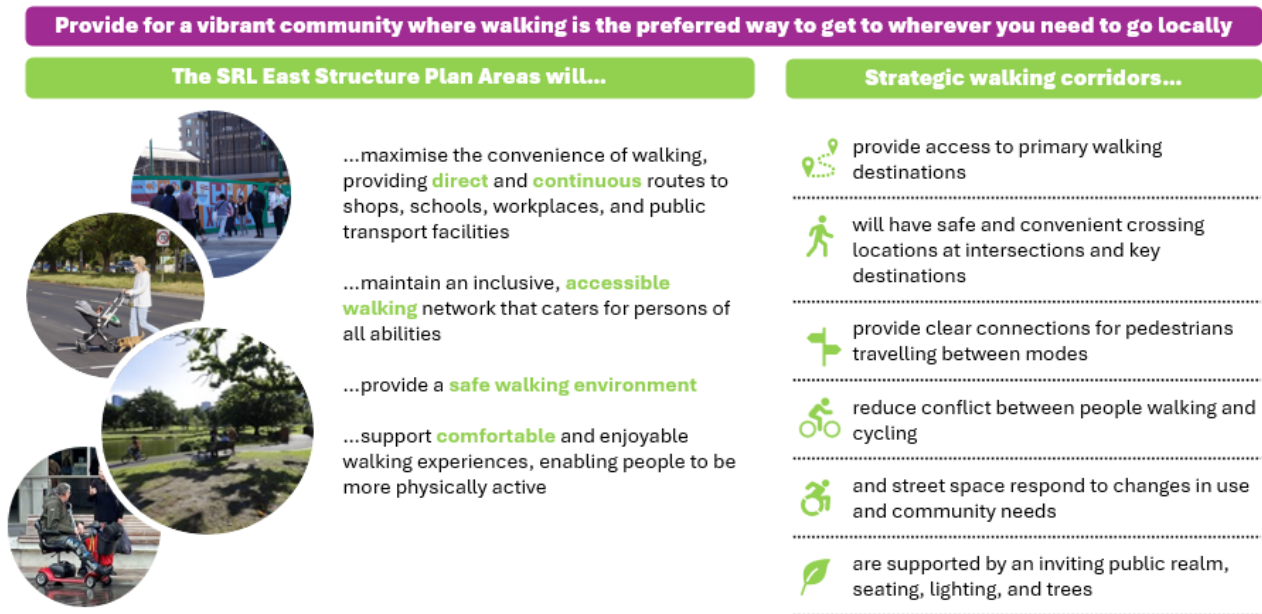 Provide for a vibrant community where walking is the preferred way to get to wherever you need to go locally
The SRL East Structure Plan Areas will...
...maximise the convenience of walking,
providing direct and continuous routes to
shops, schools, workplaces, and public
transport facilities
...maintain an inclusive, accessible
walking network that caters for persons of
all abilities
...provide a safe walking environment
...support comfortable and enjoyable
walking experiences, enabling people to be
more physically active
Strategic walking corridors...
provide access to primary walking
destinations
will have safe and convenient crossing
locations at intersections and key
destinations
provide clear connections for pedestrians
travelling between modes
reduce conflict between people walking and
cycling
and street space respond to changes in use
and community needs
are supported by an inviting public realm,
seating, lighting, and trees